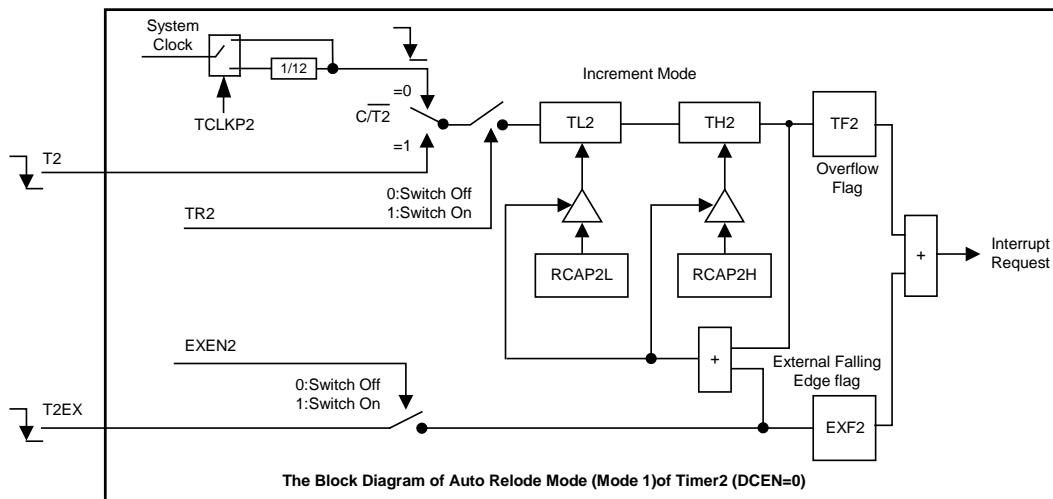 System
Clock
1/12
TCLKP2
=0
C/T2
=1
T2
TR2
0:Switch Off
1:Switch On
Increment Mode
TL2
TH2
TF2
Overflow
Flag
RCAP2L
RCAP2H
+
Interrupt
Request
EXEN2
0:Switch Off
1:Switch On
T2EX
+
External Falling
Edge flag
EXF2
The Block Diagram of Auto Relode Mode (Mode 1)of Timer2 (DCEN=0)